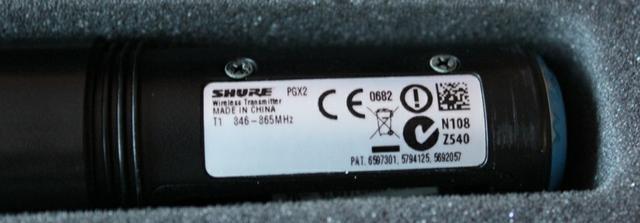 SHURE PGX2
Wireless Transmitter
MADE IN CHINA
T1 846-865MHz
CE 0682
N108
Z540
PAT. 6597301, 5794125, 5692057